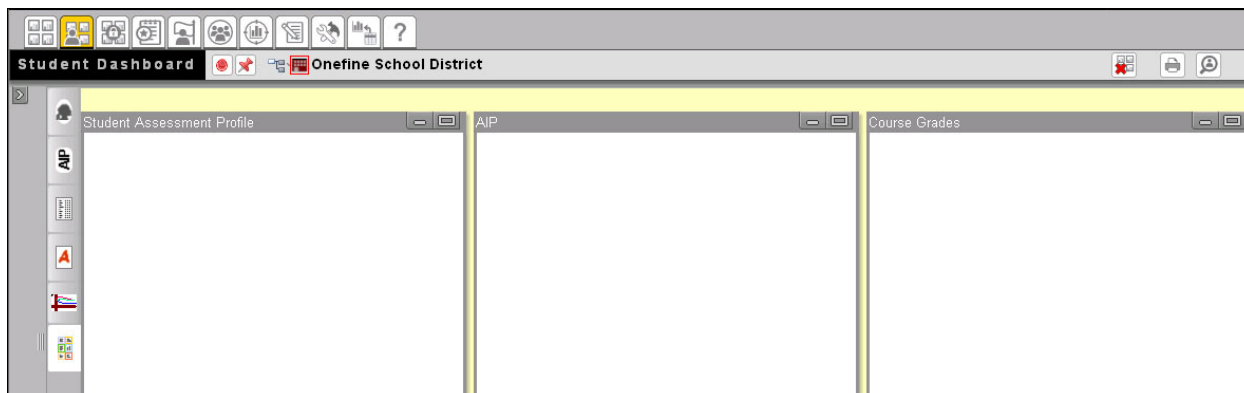 ?
Student Dashboard Onefine School District
Student Assessment Profile AIP Course Grades
AIP
A